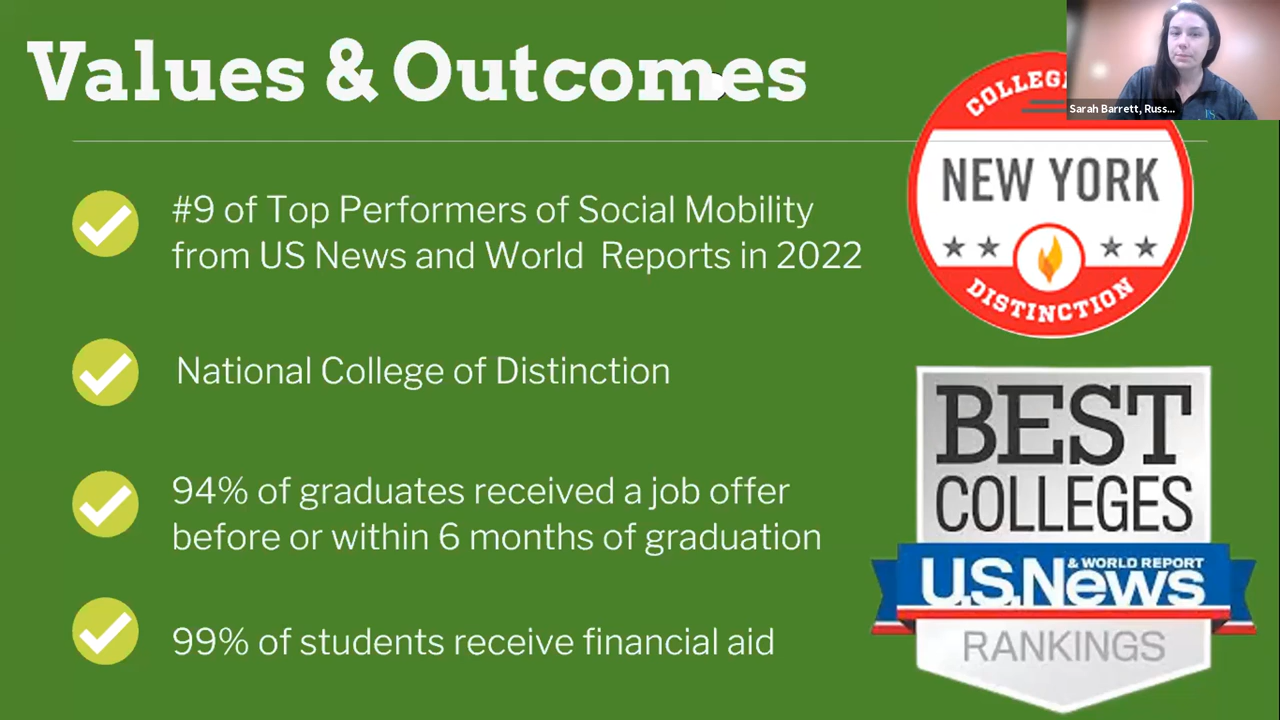 Values & Outcomes
#9 of Top Performers of Social Mobility
from US News and World Reports in 2022
National College of Distinction
94% of graduates received a job offer
before or within 6 months of graduation
99% of students receive financial aid
Sarah Barrett, Russ...
NEW YORK
DISTINCTION
BEST
COLLEGES
U.S. News & WORLD REPORT
RANKINGS